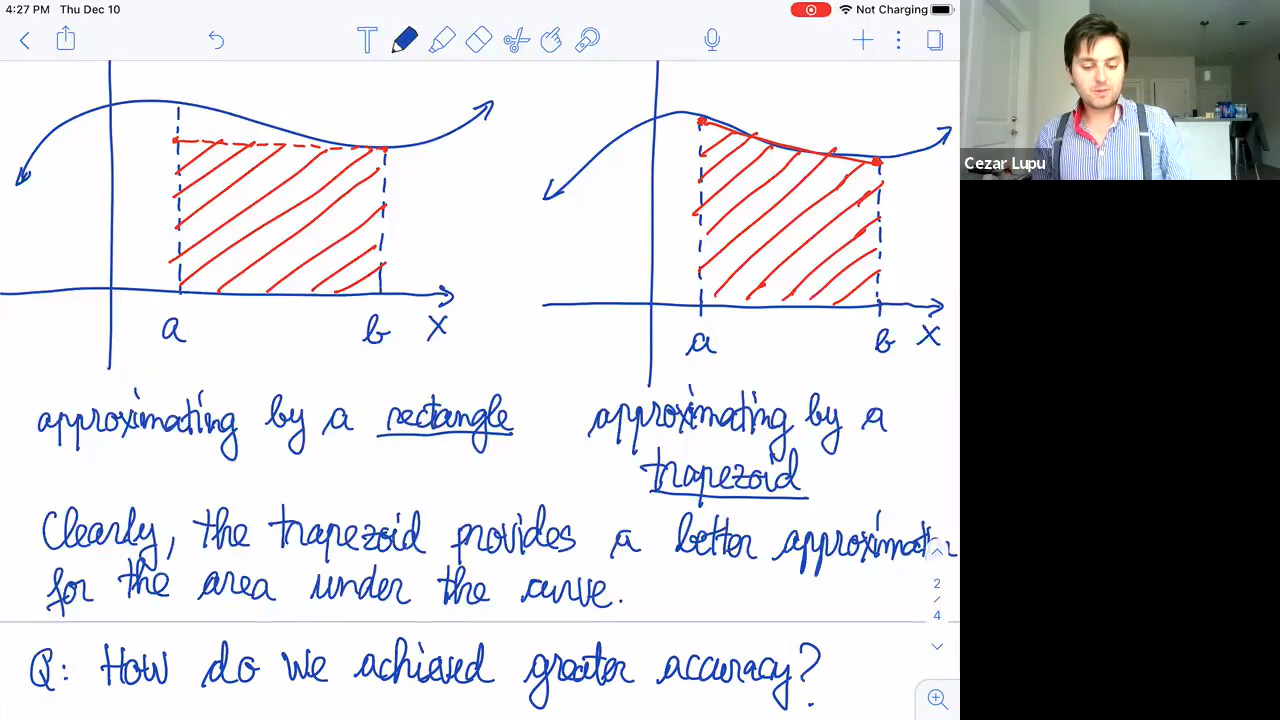 4:27 PM Thu Dec 10
Not Charging
T
Cezar Lupu
a b x
a b x
approximating by a rectangle
approximating by a
trapezoid
Clearly, the trapezoid provides a better
for the area under the curve.
2
/
4
Q: How do we achieved greater accuracy?